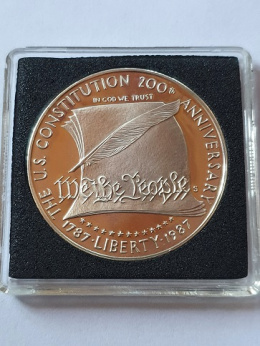 THE U.S. CONSTITUTION 200TH ANNIVERSARY
IN GOD WE TRUST
We the People
S
1787·LIBERTY·1987